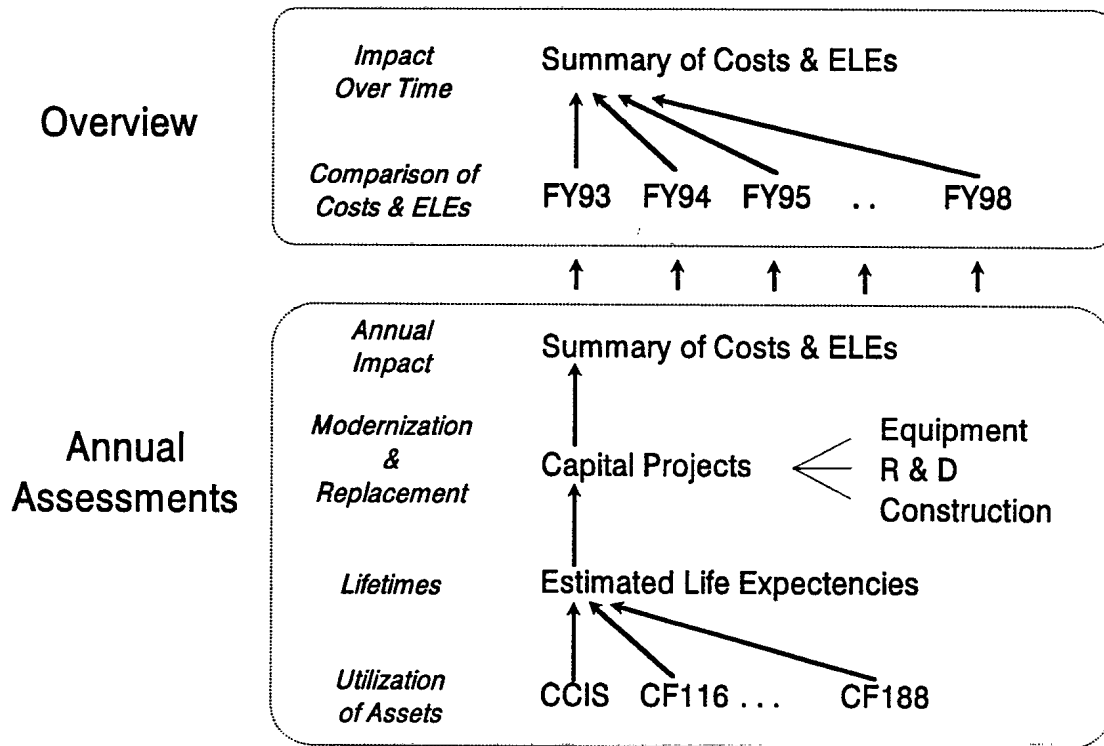 Overview
Impact
Over Time
Summary of Costs & ELEs
Comparison of
Costs & ELEs
FY93 FY94 FY95 . . FY98
Annual
Assessments
Annual
Impact
Summary of Costs & ELEs
Modernization
&
Replacement
Capital Projects
Equipment
R & D
Construction
Lifetimes
Estimated Life Expectencies
Utilization
of Assets
CCIS CF116 . . . CF188